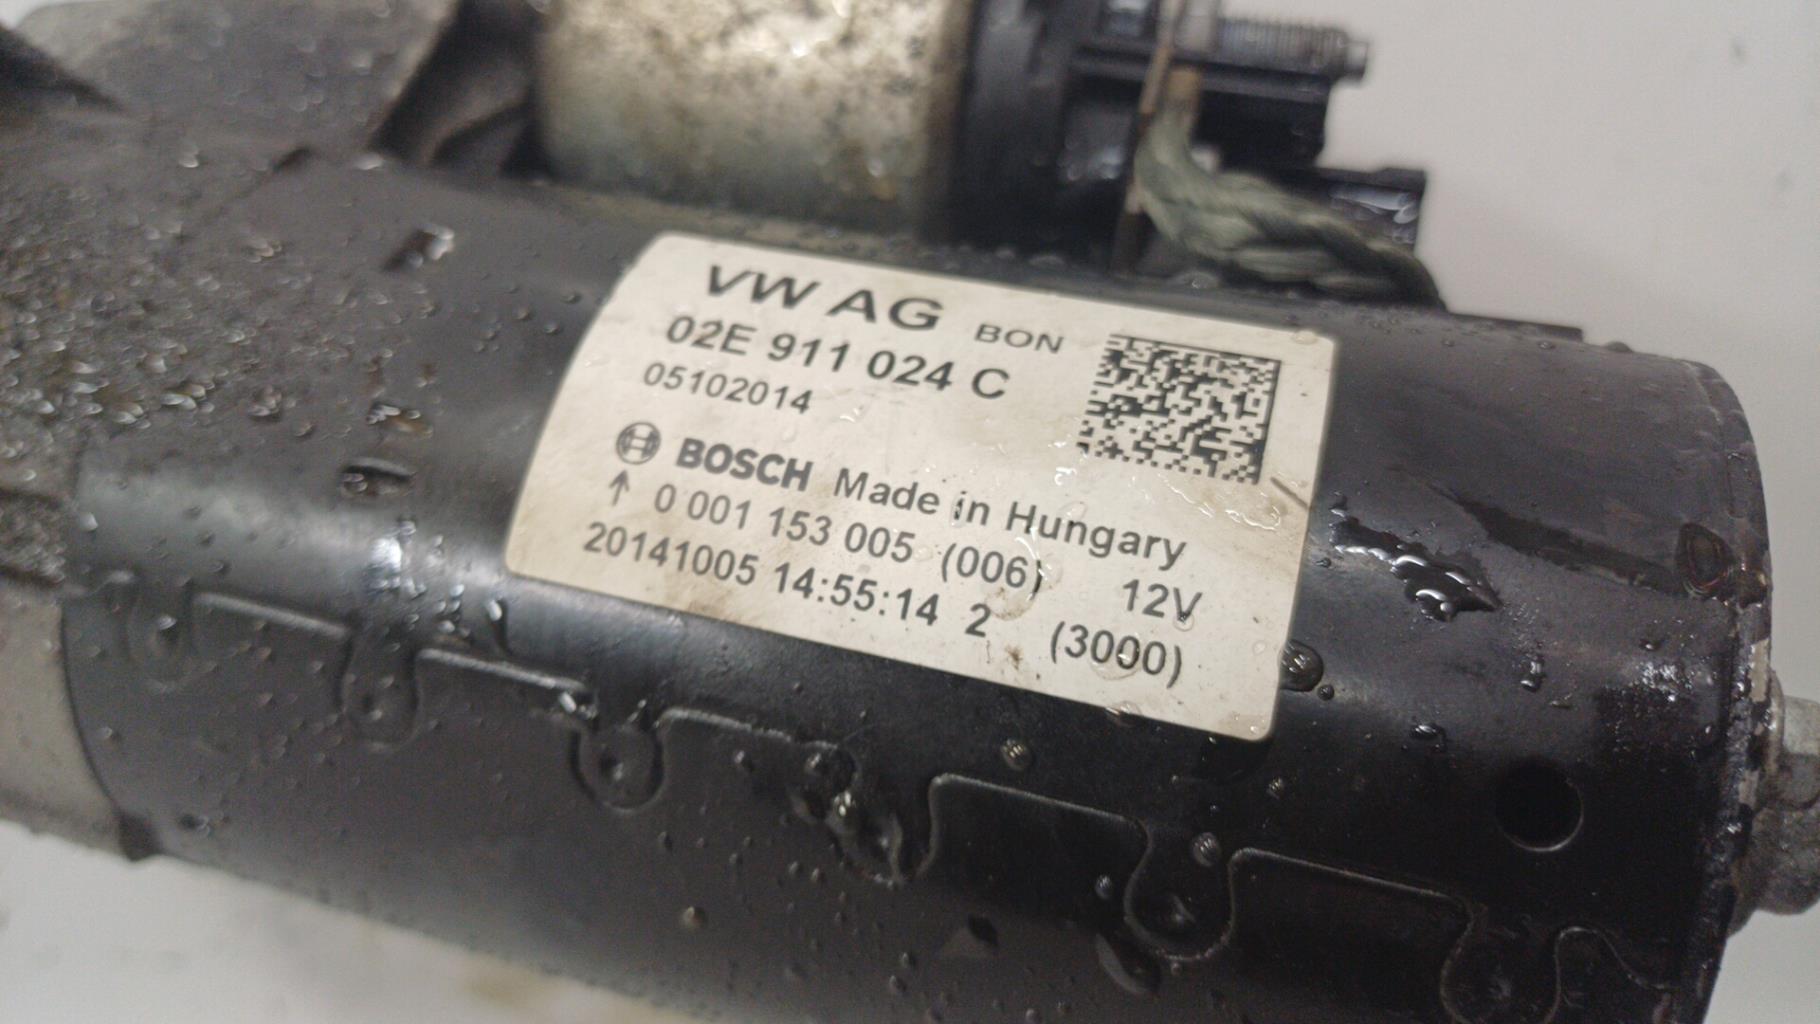 VW AG BON
02E 911 024 C
05102014
BOSCH Made in Hungary
↑ 0 001 153 005 (006) 12V
20141005 14:55:14 2 (3000)